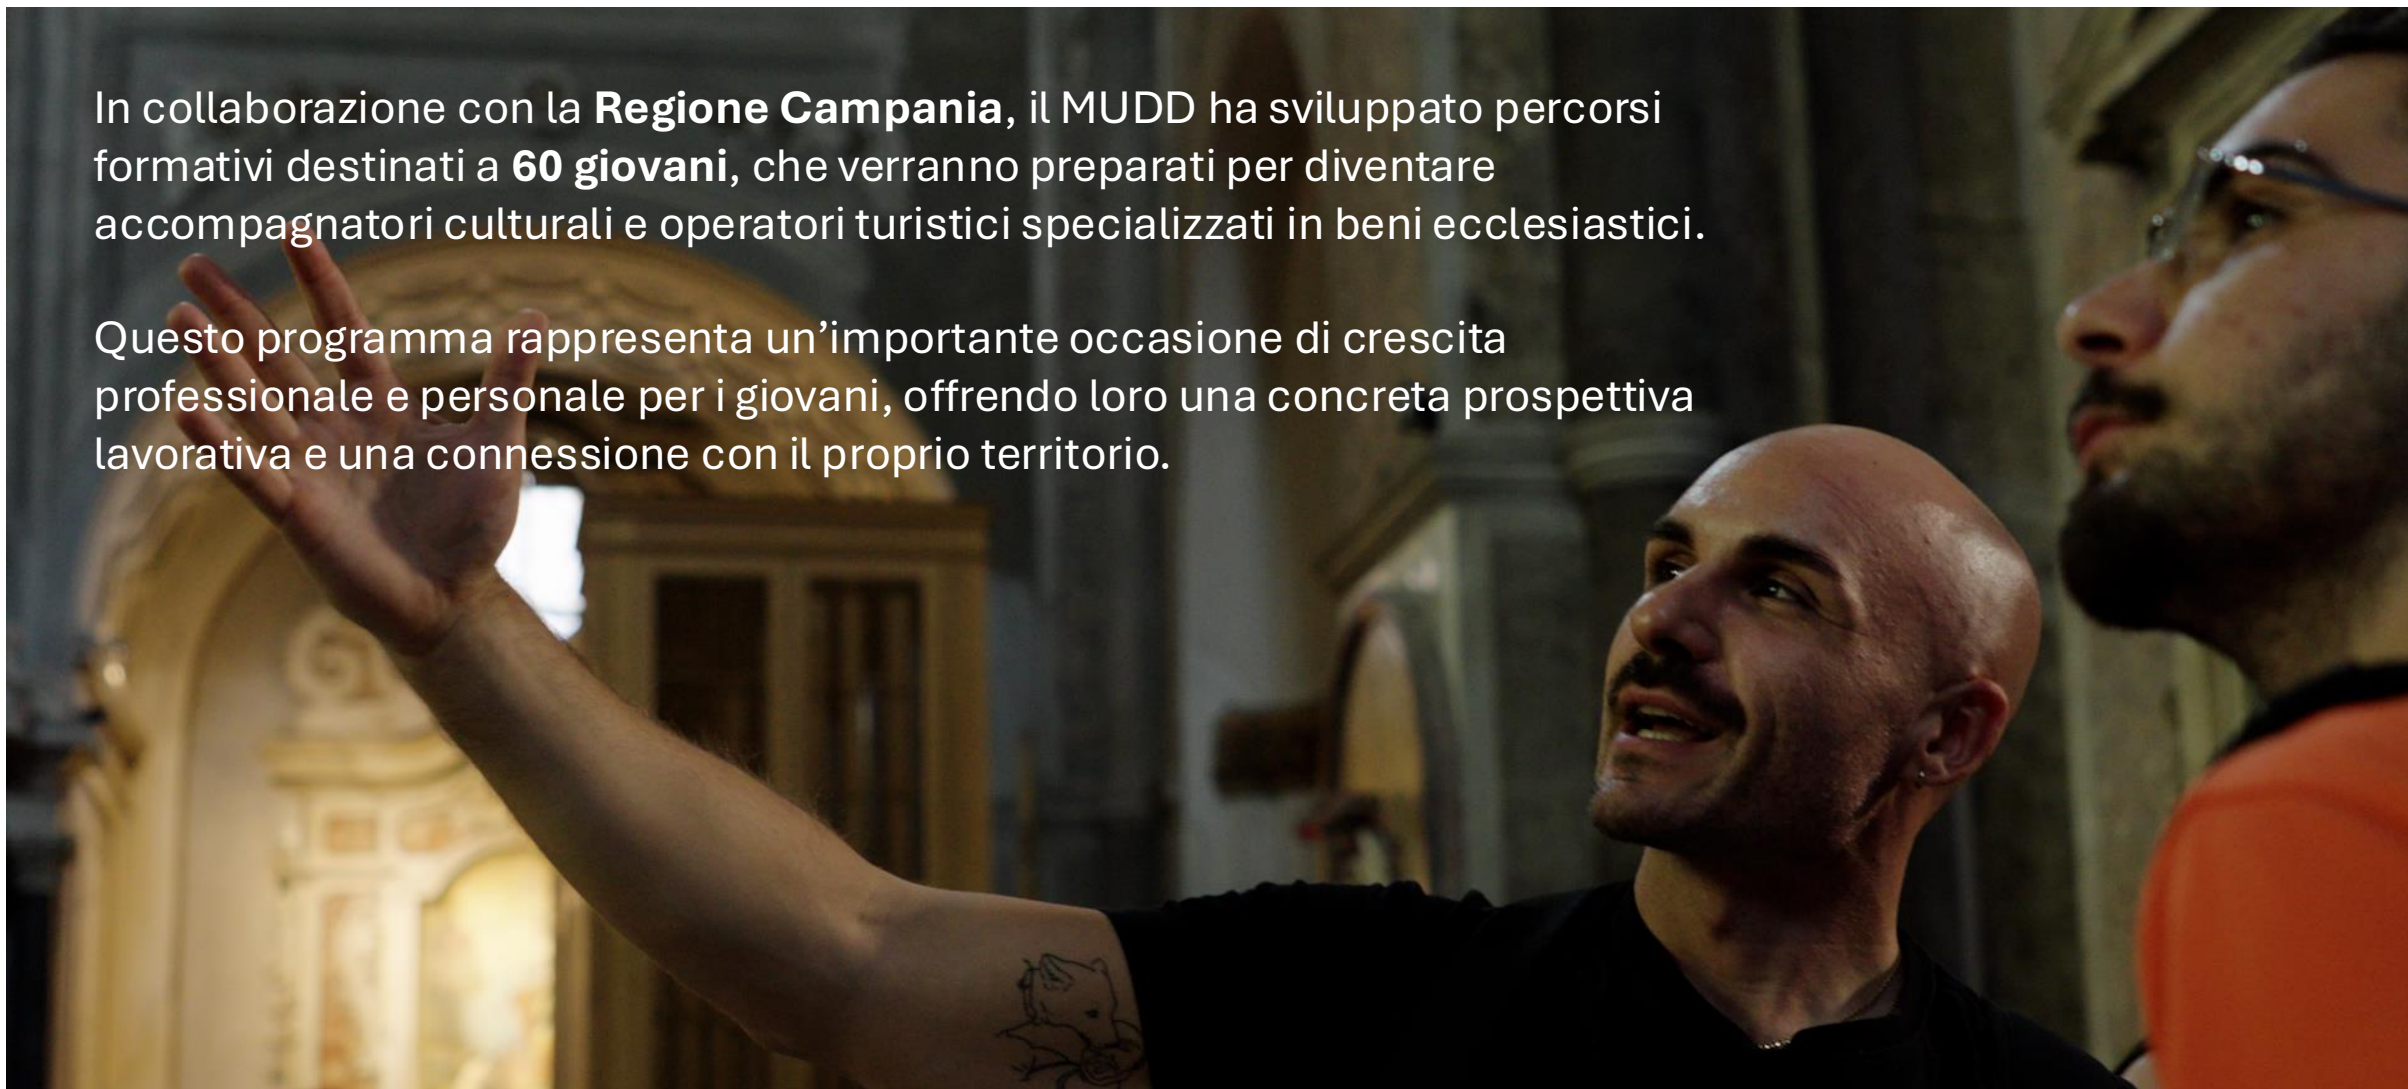 In collaborazione con la Regione Campania, il MUDD ha sviluppato percorsi
formativi destinati a 60 giovani, che verranno preparati per diventare
accompagnatori culturali e operatori turistici specializzati in beni ecclesiastici.
Questo programma rappresenta un’importante occasione di crescita
professionale e personale per i giovani, offrendo loro una concreta prospettiva
lavorativa e una connessione con il proprio territorio.